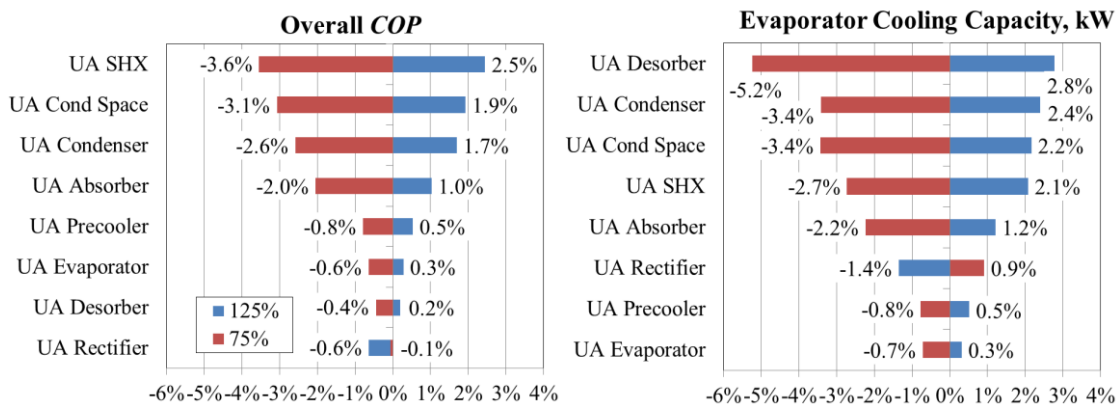 Overall COP
UA SHX -3.6% 2.5%
UA Cond Space -3.1% 1.9%
UA Condenser -2.6% 1.7%
UA Absorber -2.0% 1.0%
UA Precooler -0.8% 0.5%
UA Evaporator -0.6% 0.3%
UA Desorber -0.4% 0.2%
UA Rectifier -0.6% -0.1%
125%
75%
-6% -5% -4% -3% -2% -1% 0% 1% 2% 3% 4%
Evaporator Cooling Capacity, kW
UA Desorber -5.2% 2.8%
UA Condenser -3.4% 2.4%
UA Cond Space -3.4% 2.2%
UA SHX -2.7% 2.1%
UA Absorber -2.2% 1.2%
UA Rectifier -1.4% 0.9%
UA Precooler -0.8% 0.5%
UA Evaporator -0.7% 0.3%
-6% -5% -4% -3% -2% -1% 0% 1% 2% 3% 4%